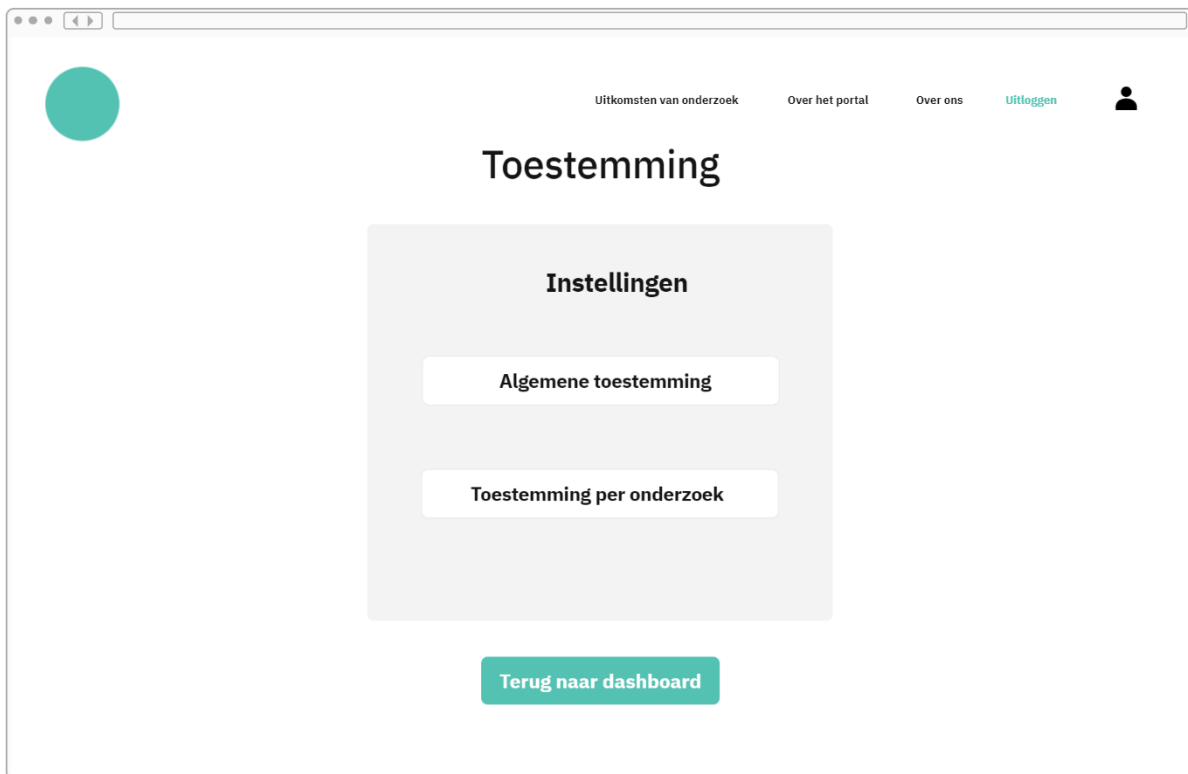 Uitkomsten van onderzoek
Over het portal
Over ons
Uitloggen
Toestemming
Instellingen
Algemene toestemming
Toestemming per onderzoek
Terug naar dashboard